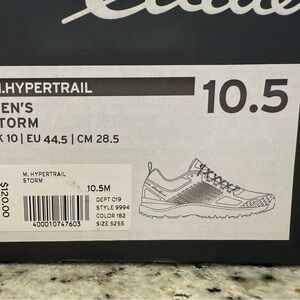 .HYPERTRAIL
EN'S
TORM
10.5
K 10 | EU 44.5 | CM 28.5
M. HYPERTRAIL
STORM
10.5M
$120.00
400010747603
DEPT 019
STYLE 9994
COLOR 182
SIZE 5255